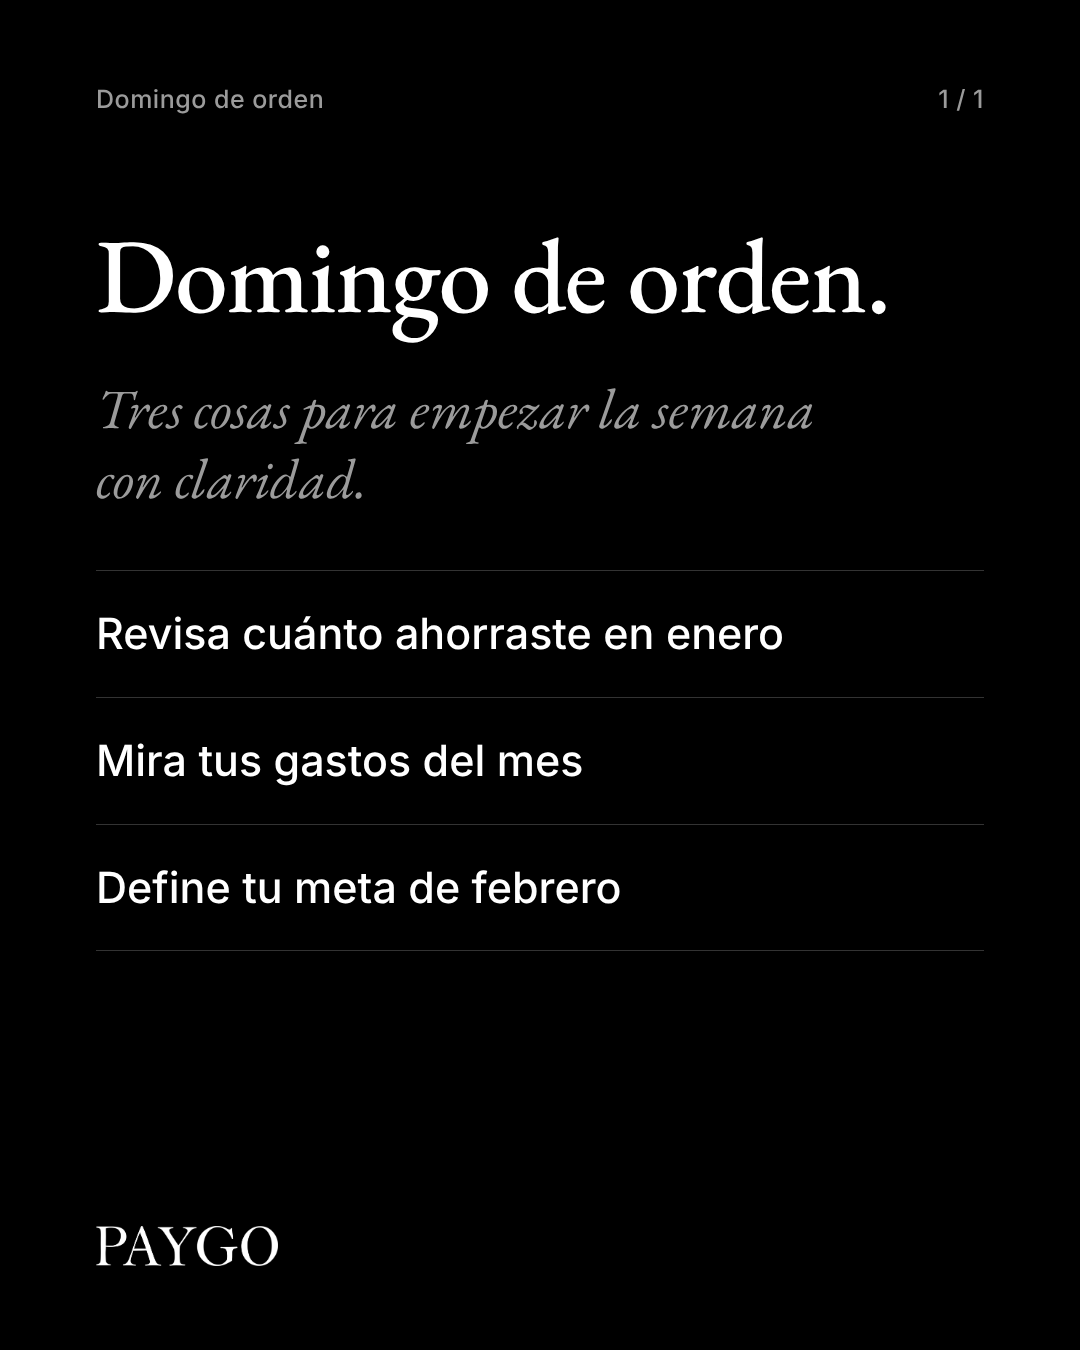 Domingo de orden
1 / 1
Domingo de orden.
Tres cosas para empezar la semana
con claridad.
Revisa cuánto ahorraste en enero
Mira tus gastos del mes
Define tu meta de febrero
PAYGO